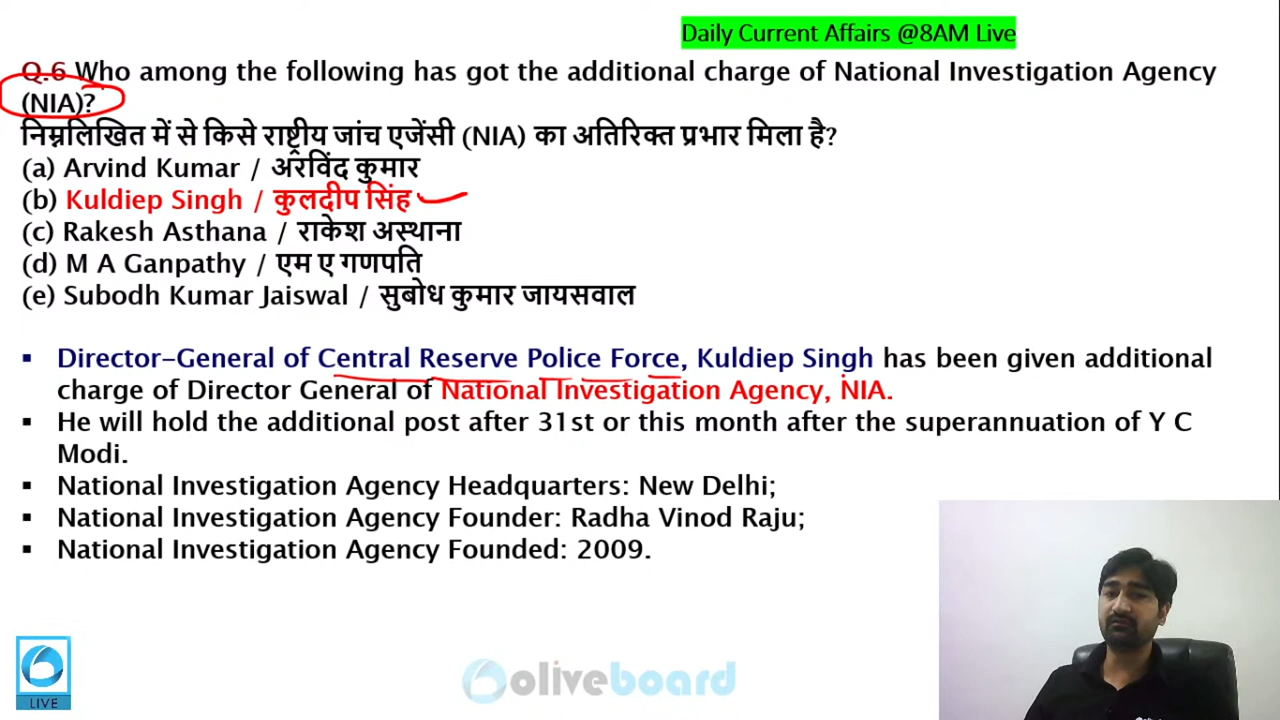 Daily Current Affairs @8AM Live
Q.6 Who among the following has got the additional charge of National Investigation Agency
(NIA)?
निम्नलिखित में से किसे राष्ट्रीय जांच एजेंसी (NIA) का अतिरिक्त प्रभार मिला है?
(a) Arvind Kumar / अरविंद कुमार
(b) Kuldiep Singh / कुलदीप सिंह
(c) Rakesh Asthana / राकेश अस्थाना
(d) M A Ganpathy / एम ए गणपति
(e) Subodh Kumar Jaiswal / सुबोध कुमार जायसवाल
▪ Director-General of Central Reserve Police Force, Kuldiep Singh has been given additional
charge of Director General of National Investigation Agency, NIA.
▪ He will hold the additional post after 31st or this month after the superannuation of Y C
Modi.
▪ National Investigation Agency Headquarters: New Delhi;
▪ National Investigation Agency Founder: Radha Vinod Raju;
▪ National Investigation Agency Founded: 2009.
LIVE
oliveboard